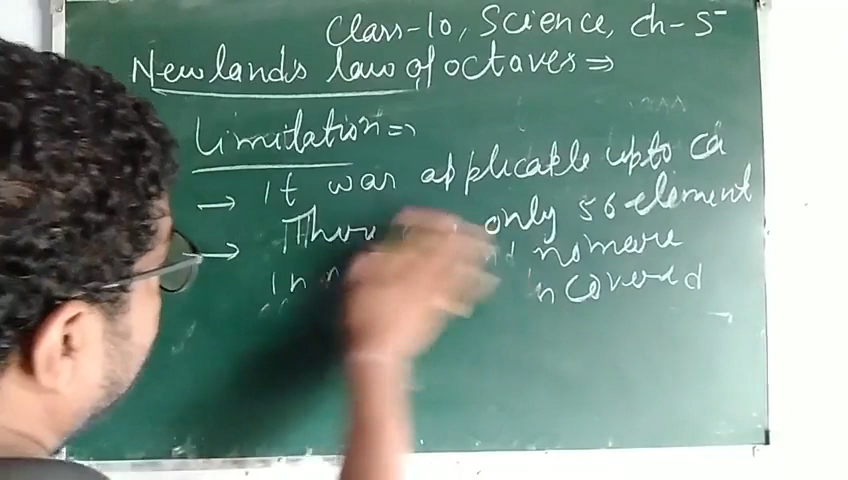 Class-10, Science, ch-5
Newlands law of octaves ⇒
Limitation ⇒
→ It was applicable upto Ca
→ only 56 element
In no more
covered